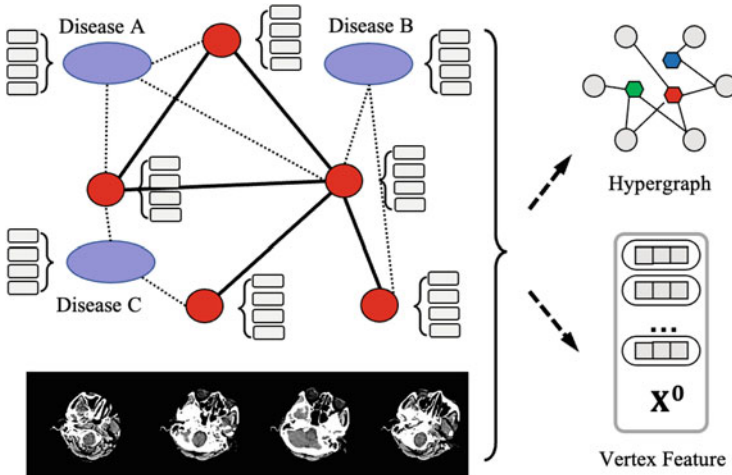 Disease A
Disease B
Disease C
Hypergraph
...
X⁰
Vertex Feature